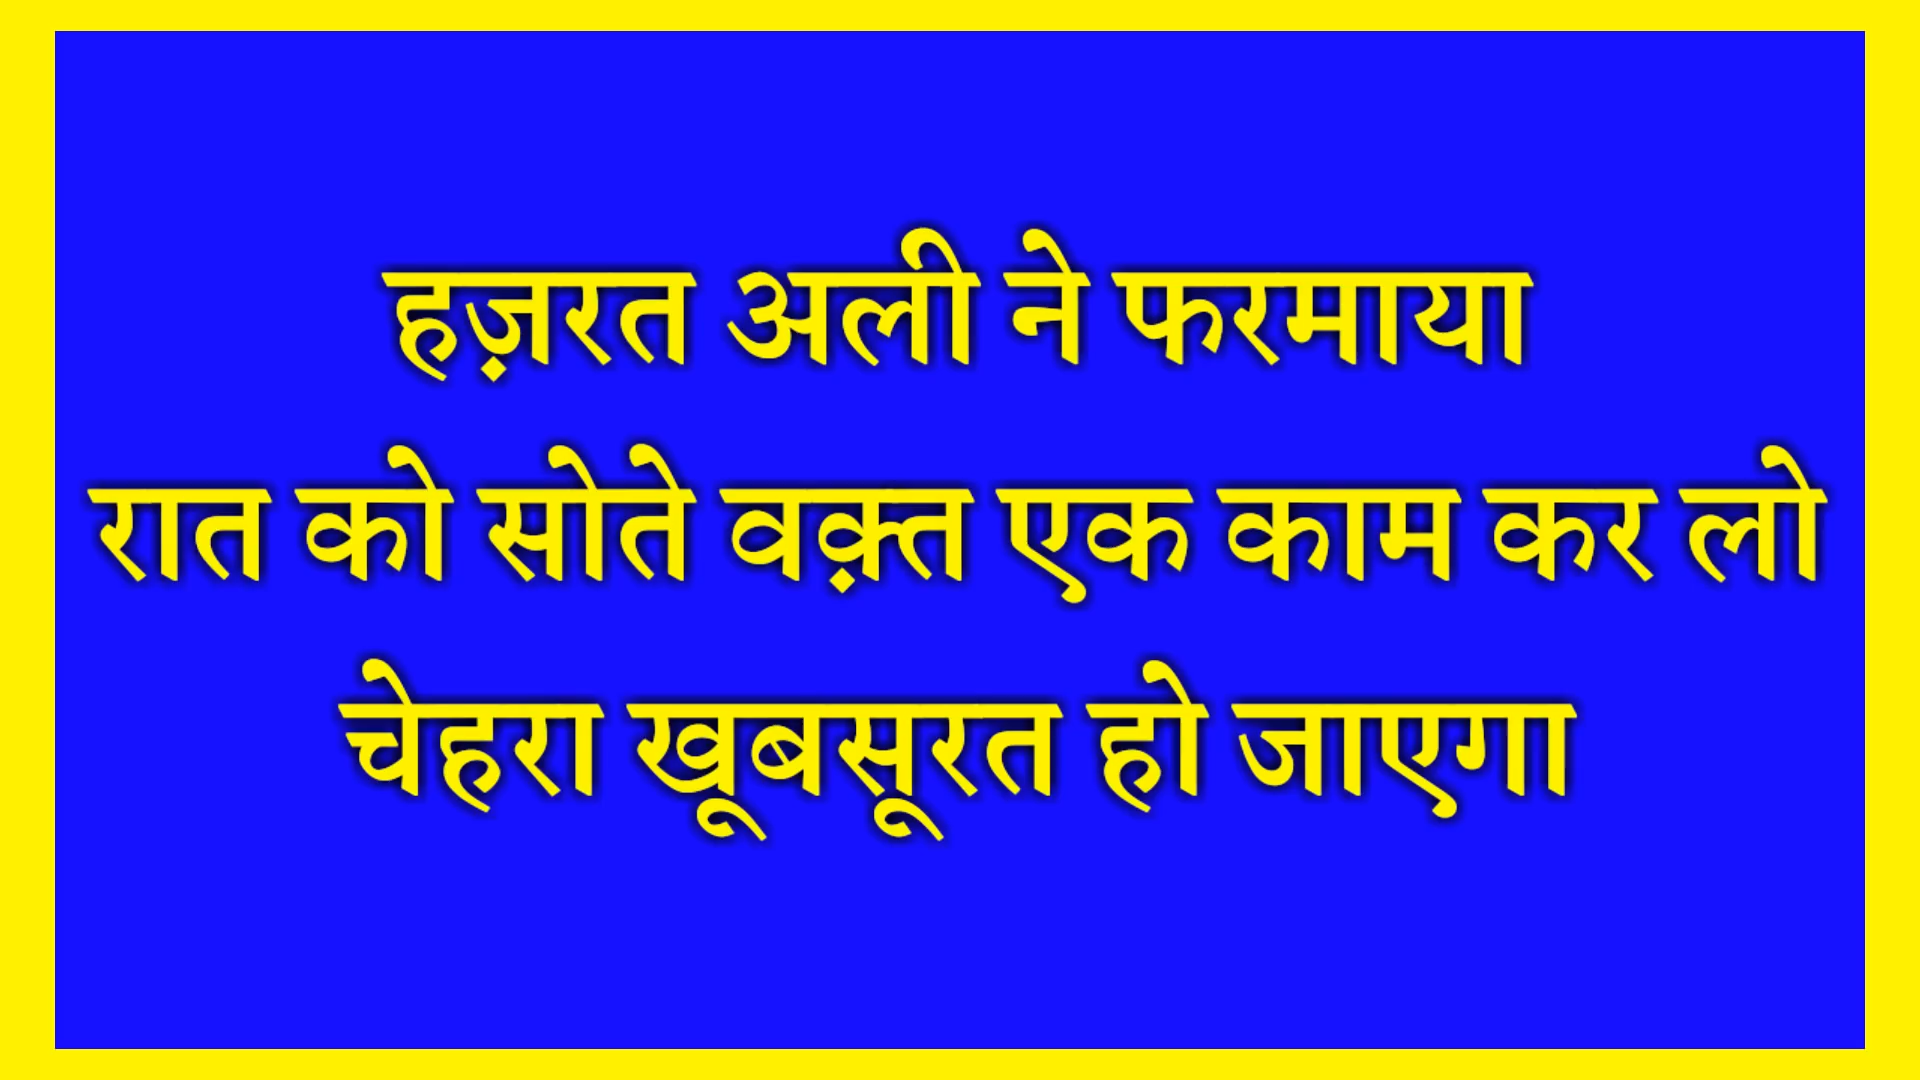 हज़रत अली ने फरमाया
रात को सोते वक़्त एक काम कर लो
चेहरा खूबसूरत हो जाएगा